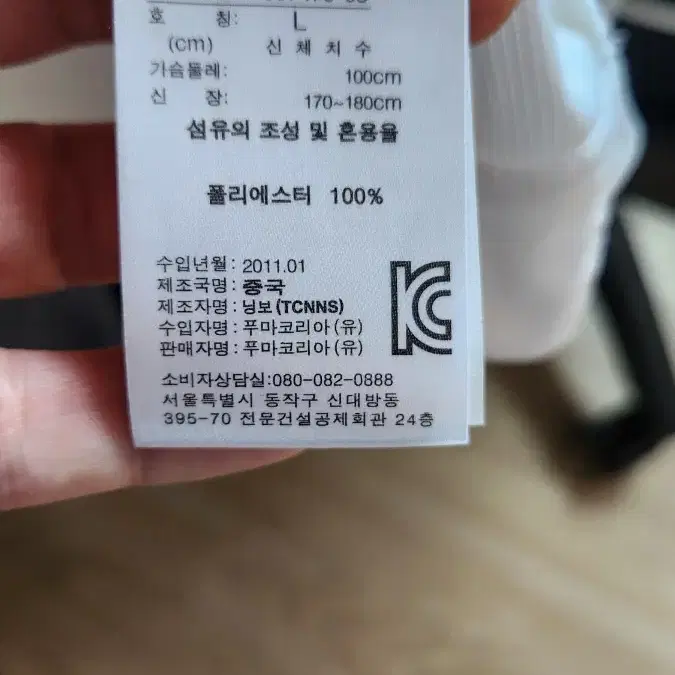 호 칭: L
(cm) 신 체 치 수
가슴둘레: 100cm
신 장: 170~180cm
섬유의 조성 및 혼용율
폴리에스터 100%
수입년월: 2011.01
제조국명: 중국
제조자명: 닝보(TCNNS)
수입자명: 푸마코리아(유)
판매자명: 푸마코리아(유)
소비자상담실:080-082-0888
서울특별시 동작구 신대방동
395-70 전문건설공제회관 24층